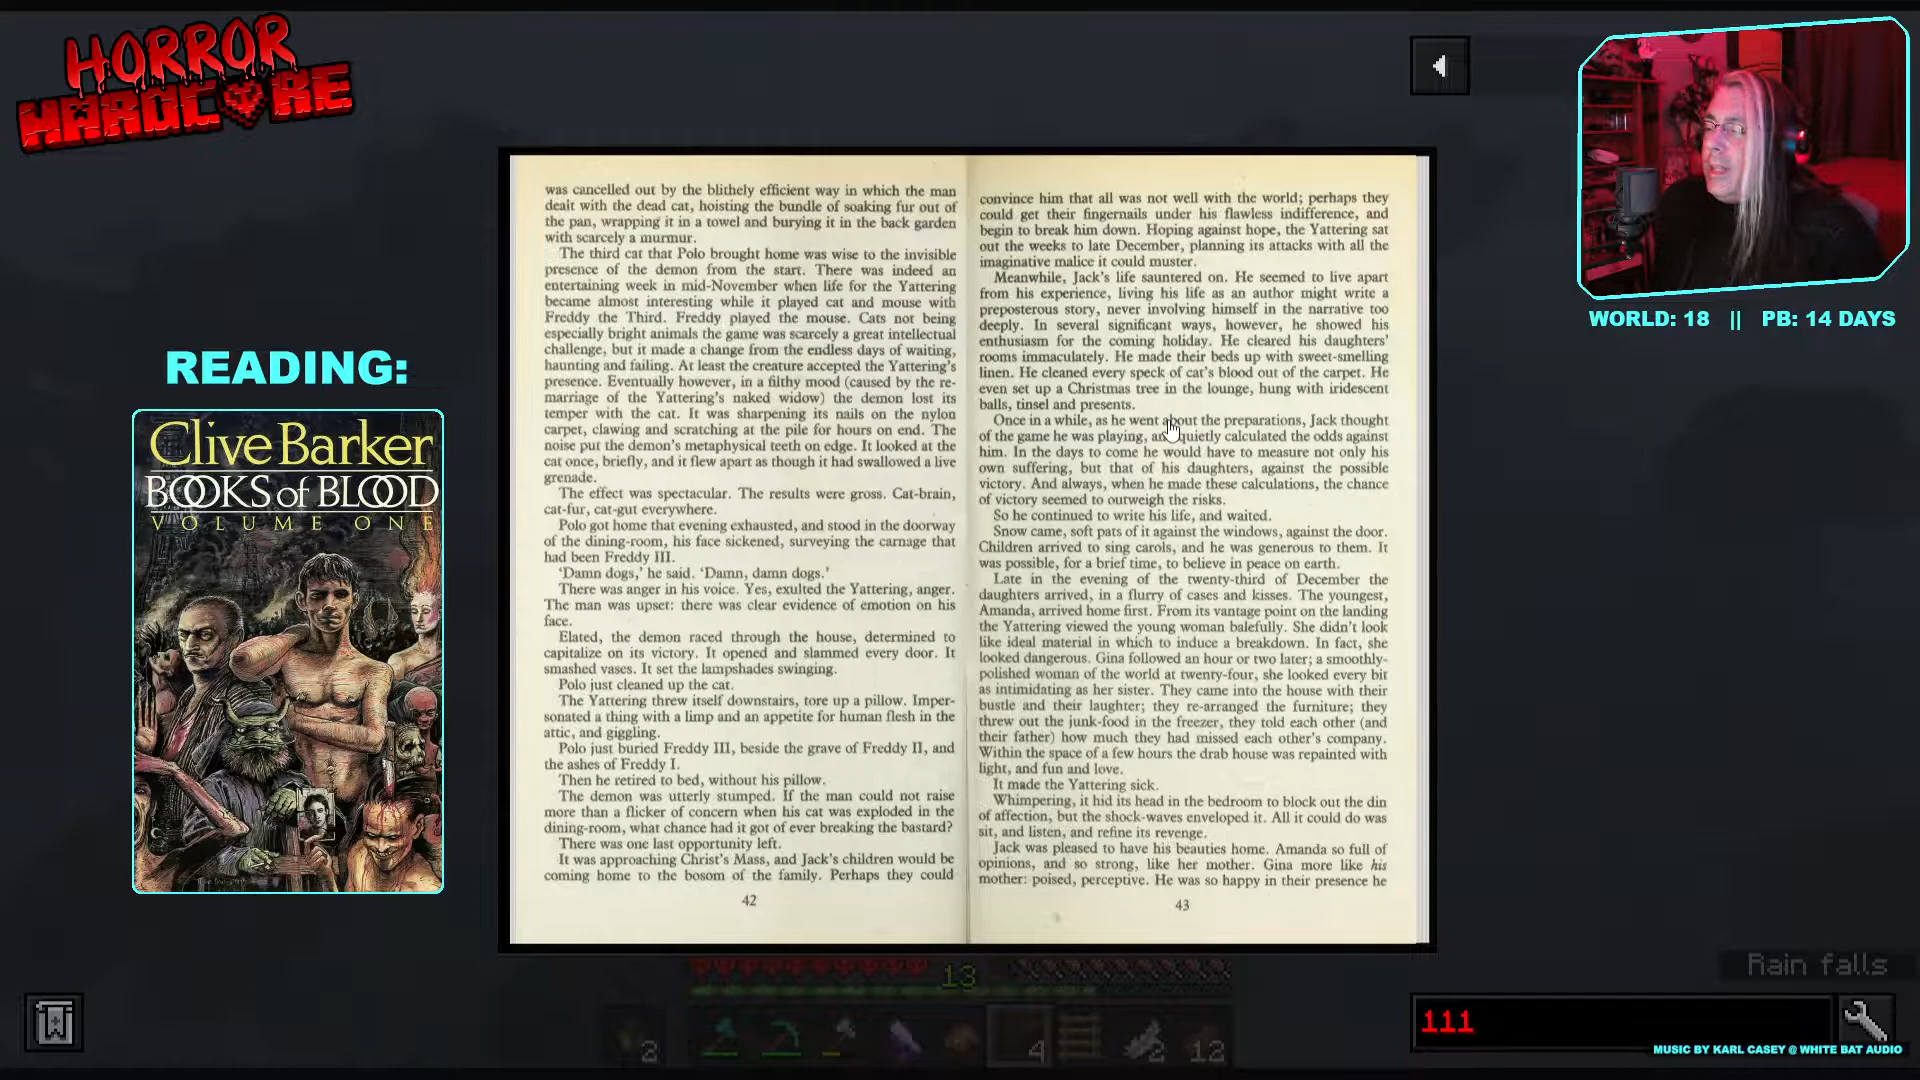 HORROR
HARDCORE
READING:
Clive Barker
BOOKS of BLOOD
VOLUME ONE
was cancelled out by the blithely efficient way in which the man
dealt with the dead cat, hoisting the bundle of soaking fur out of
the pan, wrapping it in a towel and burying it in the back garden
with scarcely a murmur.
The third cat that Polo brought home was wise to the invisible
presence of the demon from the start. There was indeed an
entertaining week in mid-November when life for the Yattering
became almost interesting while it played cat and mouse with
Freddy the Third. Freddy played the mouse. Cats not being
especially bright animals the game was scarcely a great intellectual
challenge, but it made a change from the endless days of waiting,
haunting and failing. At least the creature accepted the Yattering's
presence. Eventually however, in a filthy mood (caused by the re-
marriage of the Yattering's naked widow) the demon lost its
temper with the cat. It was sharpening its nails on the nylon
carpet, clawing and scratching at the pile for hours on end. The
noise put the demon's metaphysical teeth on edge. It looked at the
cat once, briefly, and it flew apart as though it had swallowed a live
grenade.
The effect was spectacular. The results were gross. Cat-brain,
cat-fur, cat-gut everywhere.
Polo got home that evening exhausted, and stood in the doorway
of the dining-room, his face sickened, surveying the carnage that
had been Freddy III.
'Damn dogs,' he said. 'Damn, damn dogs.'
There was anger in his voice. Yes, exulted the Yattering, anger.
The man was upset: there was clear evidence of emotion on his
face.
Elated, the demon raced through the house, determined to
capitalize on its victory. It opened and slammed every door. It
smashed vases. It set the lampshades swinging.
Polo just cleaned up the cat.
The Yattering threw itself downstairs, tore up a pillow. Imper-
sonated a thing with a limp and an appetite for human flesh in the
attic, and giggling.
Polo just buried Freddy III, beside the grave of Freddy II, and
the ashes of Freddy I.
Then he retired to bed, without his pillow.
The demon was utterly stumped. If the man could not raise
more than a flicker of concern when his cat was exploded in the
dining-room, what chance had it got of ever breaking the bastard?
There was one last opportunity left.
It was approaching Christ's Mass, and Jack's children would be
coming home to the bosom of the family. Perhaps they could
42
convince him that all was not well with the world; perhaps they
could get their fingernails under his flawless indifference, and
begin to break him down. Hoping against hope, the Yattering sat
out the weeks to late December, planning its attacks with all the
imaginative malice it could muster.
Meanwhile, Jack's life sauntered on. He seemed to live apart
from his experience, living his life as an author might write a
preposterous story, never involving himself in the narrative too
deeply. In several significant ways, however, he showed his
enthusiasm for the coming holiday. He cleared his daughters'
rooms immaculately. He made their beds up with sweet-smelling
linen. He cleaned every speck of cat's blood out of the carpet. He
even set up a Christmas tree in the lounge, hung with iridescent
balls, tinsel and presents.
Once in a while, as he went about the preparations, Jack thought
of the game he was playing, and quietly calculated the odds against
him. In the days to come he would have to measure not only his
own suffering, but that of his daughters, against the possible
victory. And always, when he made these calculations, the chance
of victory seemed to outweigh the risks.
So he continued to write his life, and waited.
Snow came, soft pats of it against the windows, against the door.
Children arrived to sing carols, and he was generous to them. It
was possible, for a brief time, to believe in peace on earth.
Late in the evening of the twenty-third of December the
daughters arrived, in a flurry of cases and kisses. The youngest,
Amanda, arrived home first. From its vantage point on the landing
the Yattering viewed the young woman balefully. She didn't look
like ideal material in which to induce a breakdown. In fact, she
looked dangerous. Gina followed an hour or two later; a smoothly-
polished woman of the world at twenty-four, she looked every bit
as intimidating as her sister. They came into the house with their
bustle and their laughter; they re-arranged the furniture; they
threw out the junk-food in the freezer, they told each other (and
their father) how much they had missed each other's company.
Within the space of a few hours the drab house was repainted with
light, and fun and love.
It made the Yattering sick.
Whimpering, it hid its head in the bedroom to block out the din
of affection, but the shock-waves enveloped it. All it could do was
sit, and listen, and refine its revenge.
Jack was pleased to have his beauties home. Amanda so full of
opinions, and so strong, like her mother. Gina more like his
mother: poised, perceptive. He was so happy in their presence he
43
WORLD: 18 || PB: 14 DAYS
Rain falls
13
2
4
2
12
111
MUSIC BY KARL CASEY @ WHITE BAT AUDIO